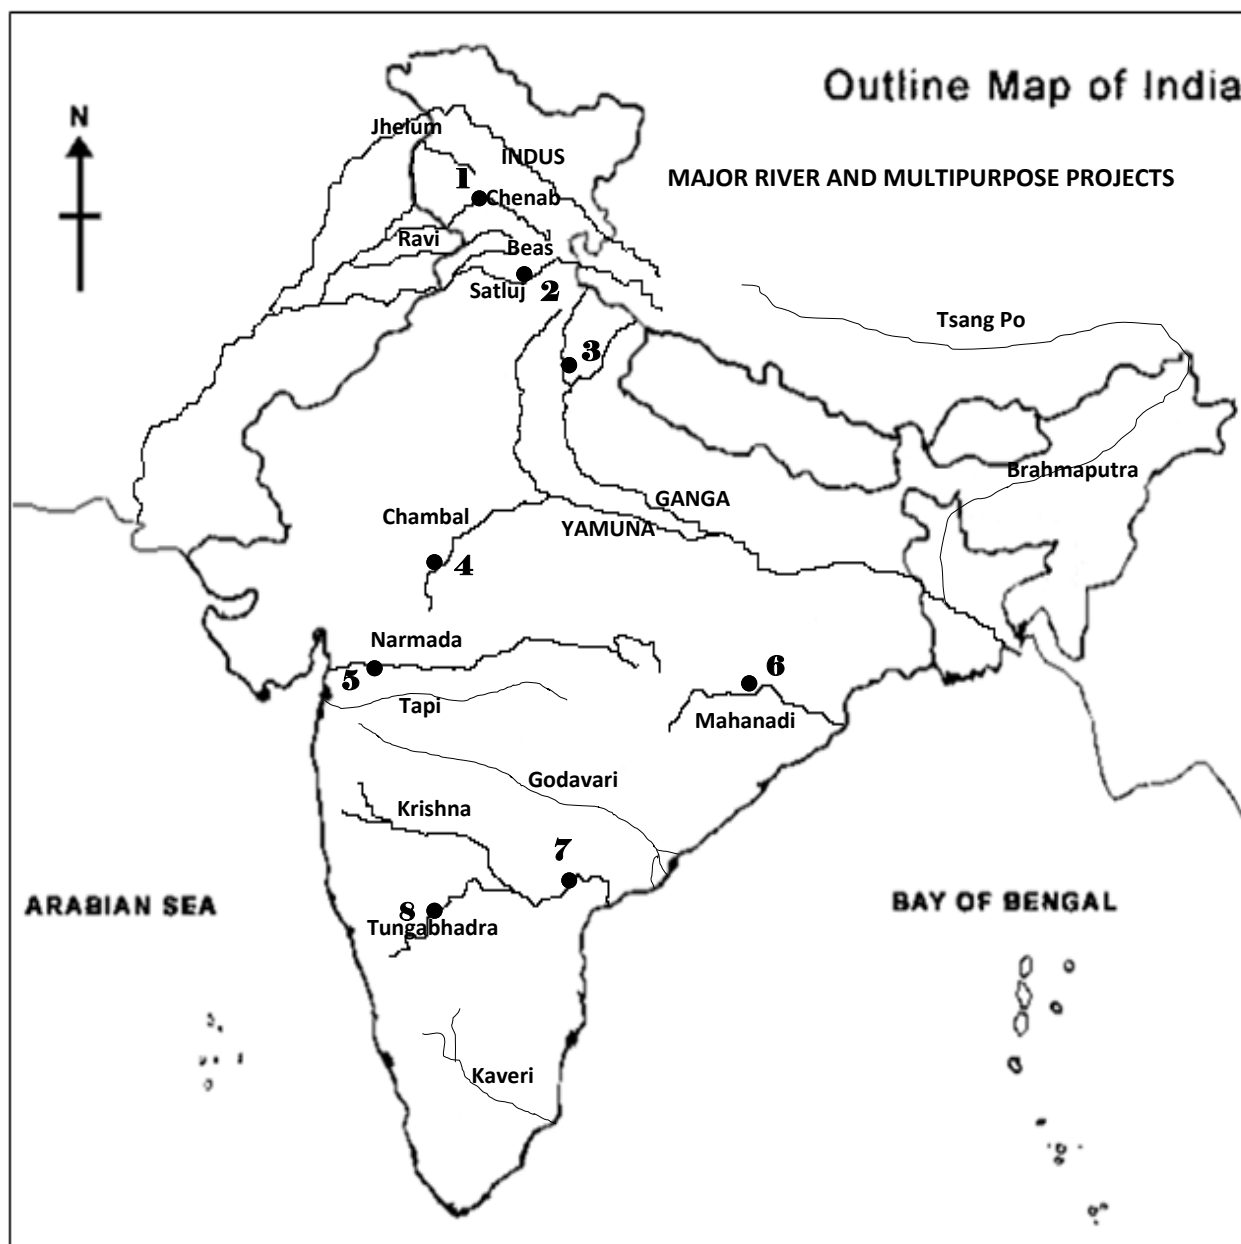 Outline Map of India
N
Jhelum
INDUS
MAJOR RIVER AND MULTIPURPOSE PROJECTS
1
Chenab
Ravi
Beas
Satluj
2
Tsang Po
3
Brahmaputra
GANGA
Chambal
YAMUNA
4
Narmada
5
6
Tapi
Mahanadi
Godavari
Krishna
7
ARABIAN SEA
BAY OF BENGAL
8
Tungabhadra
Kaveri